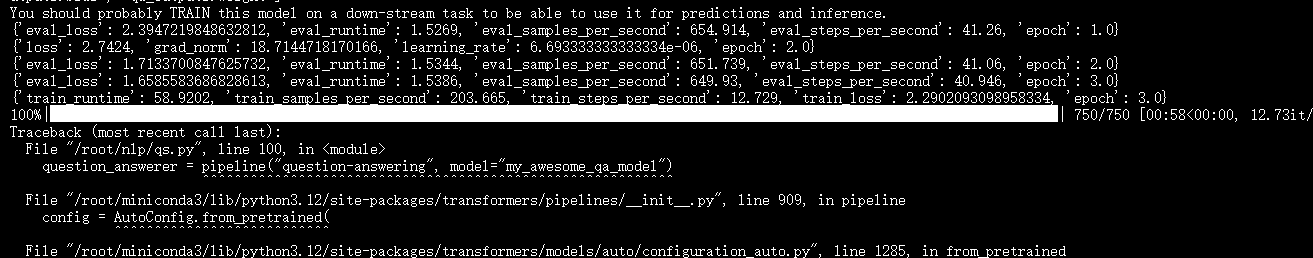 You should probably TRAIN this model on a down-stream task to be able to use it for predictions and inference.
{'eval_loss': 2.3947219848632812, 'eval_runtime': 1.5269, 'eval_samples_per_second': 654.914, 'eval_steps_per_second': 41.26, 'epoch': 1.0}
{'loss': 2.7424, 'grad_norm': 18.7144718170166, 'learning_rate': 6.693333333333334e-06, 'epoch': 2.0}
{'eval_loss': 1.7133700847625732, 'eval_runtime': 1.5344, 'eval_samples_per_second': 651.739, 'eval_steps_per_second': 41.06, 'epoch': 2.0}
{'eval_loss': 1.6585583686828613, 'eval_runtime': 1.5386, 'eval_samples_per_second': 649.93, 'eval_steps_per_second': 40.946, 'epoch': 3.0}
{'train_runtime': 58.9202, 'train_samples_per_second': 203.665, 'train_steps_per_second': 12.729, 'train_loss': 2.2902093098958334, 'epoch': 3.0}
100%| | 750/750 [00:58<00:00, 12.73it/
Traceback (most recent call last):
  File "/root/nlp/qs.py", line 100, in <module>
    question_answerer = pipeline("question-answering", model="my_awesome_qa_model")
                        ^^^^^^^^^^^^^^^^^^^^^^^^^^^^^^^^^^^^^^^^^^^^^^^^^^^^^^^^^^^
  File "/root/miniconda3/lib/python3.12/site-packages/transformers/pipelines/__init__.py", line 909, in pipeline
    config = AutoConfig.from_pretrained(
             ^^^^^^^^^^^^^^^^^^^^^^^^^^^
  File "/root/miniconda3/lib/python3.12/site-packages/transformers/models/auto/configuration_auto.py", line 1285, in from_pretrained